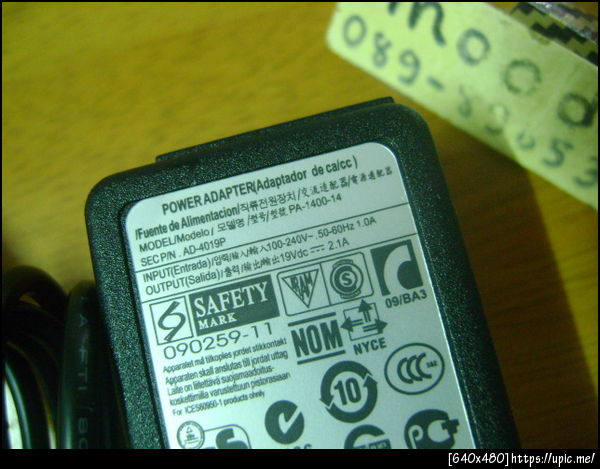 mood
089-
POWER ADAPTER(Adaptador de ca/cc)
/Fuente de Alimentacion/직류전원장치/交流适配器/電源適配器
MODEL/Modelo/모델명/型号/型號 PA-1400-14
SEC P/N. AD-4019P
INPUT(Entrada)/입력/输入/輸入100-240V~,50-60Hz 1.0A
OUTPUT(Salida)/출력/输出/輸出19Vdc 2.1A
SAFETY
MARK
090259-11
IRAM
S
09/BA3
NOM
NYCE
Apparatet må tilkoples jordet stikkontakt
Apparaten skall anslutas till jordat uttag
Laite on liitettävä suojamaadoitus-
koskettimilla varustettuun pistorasiaan
For ICES60950-1 products ohely
10
CCC
[640x480]https://upic.me/